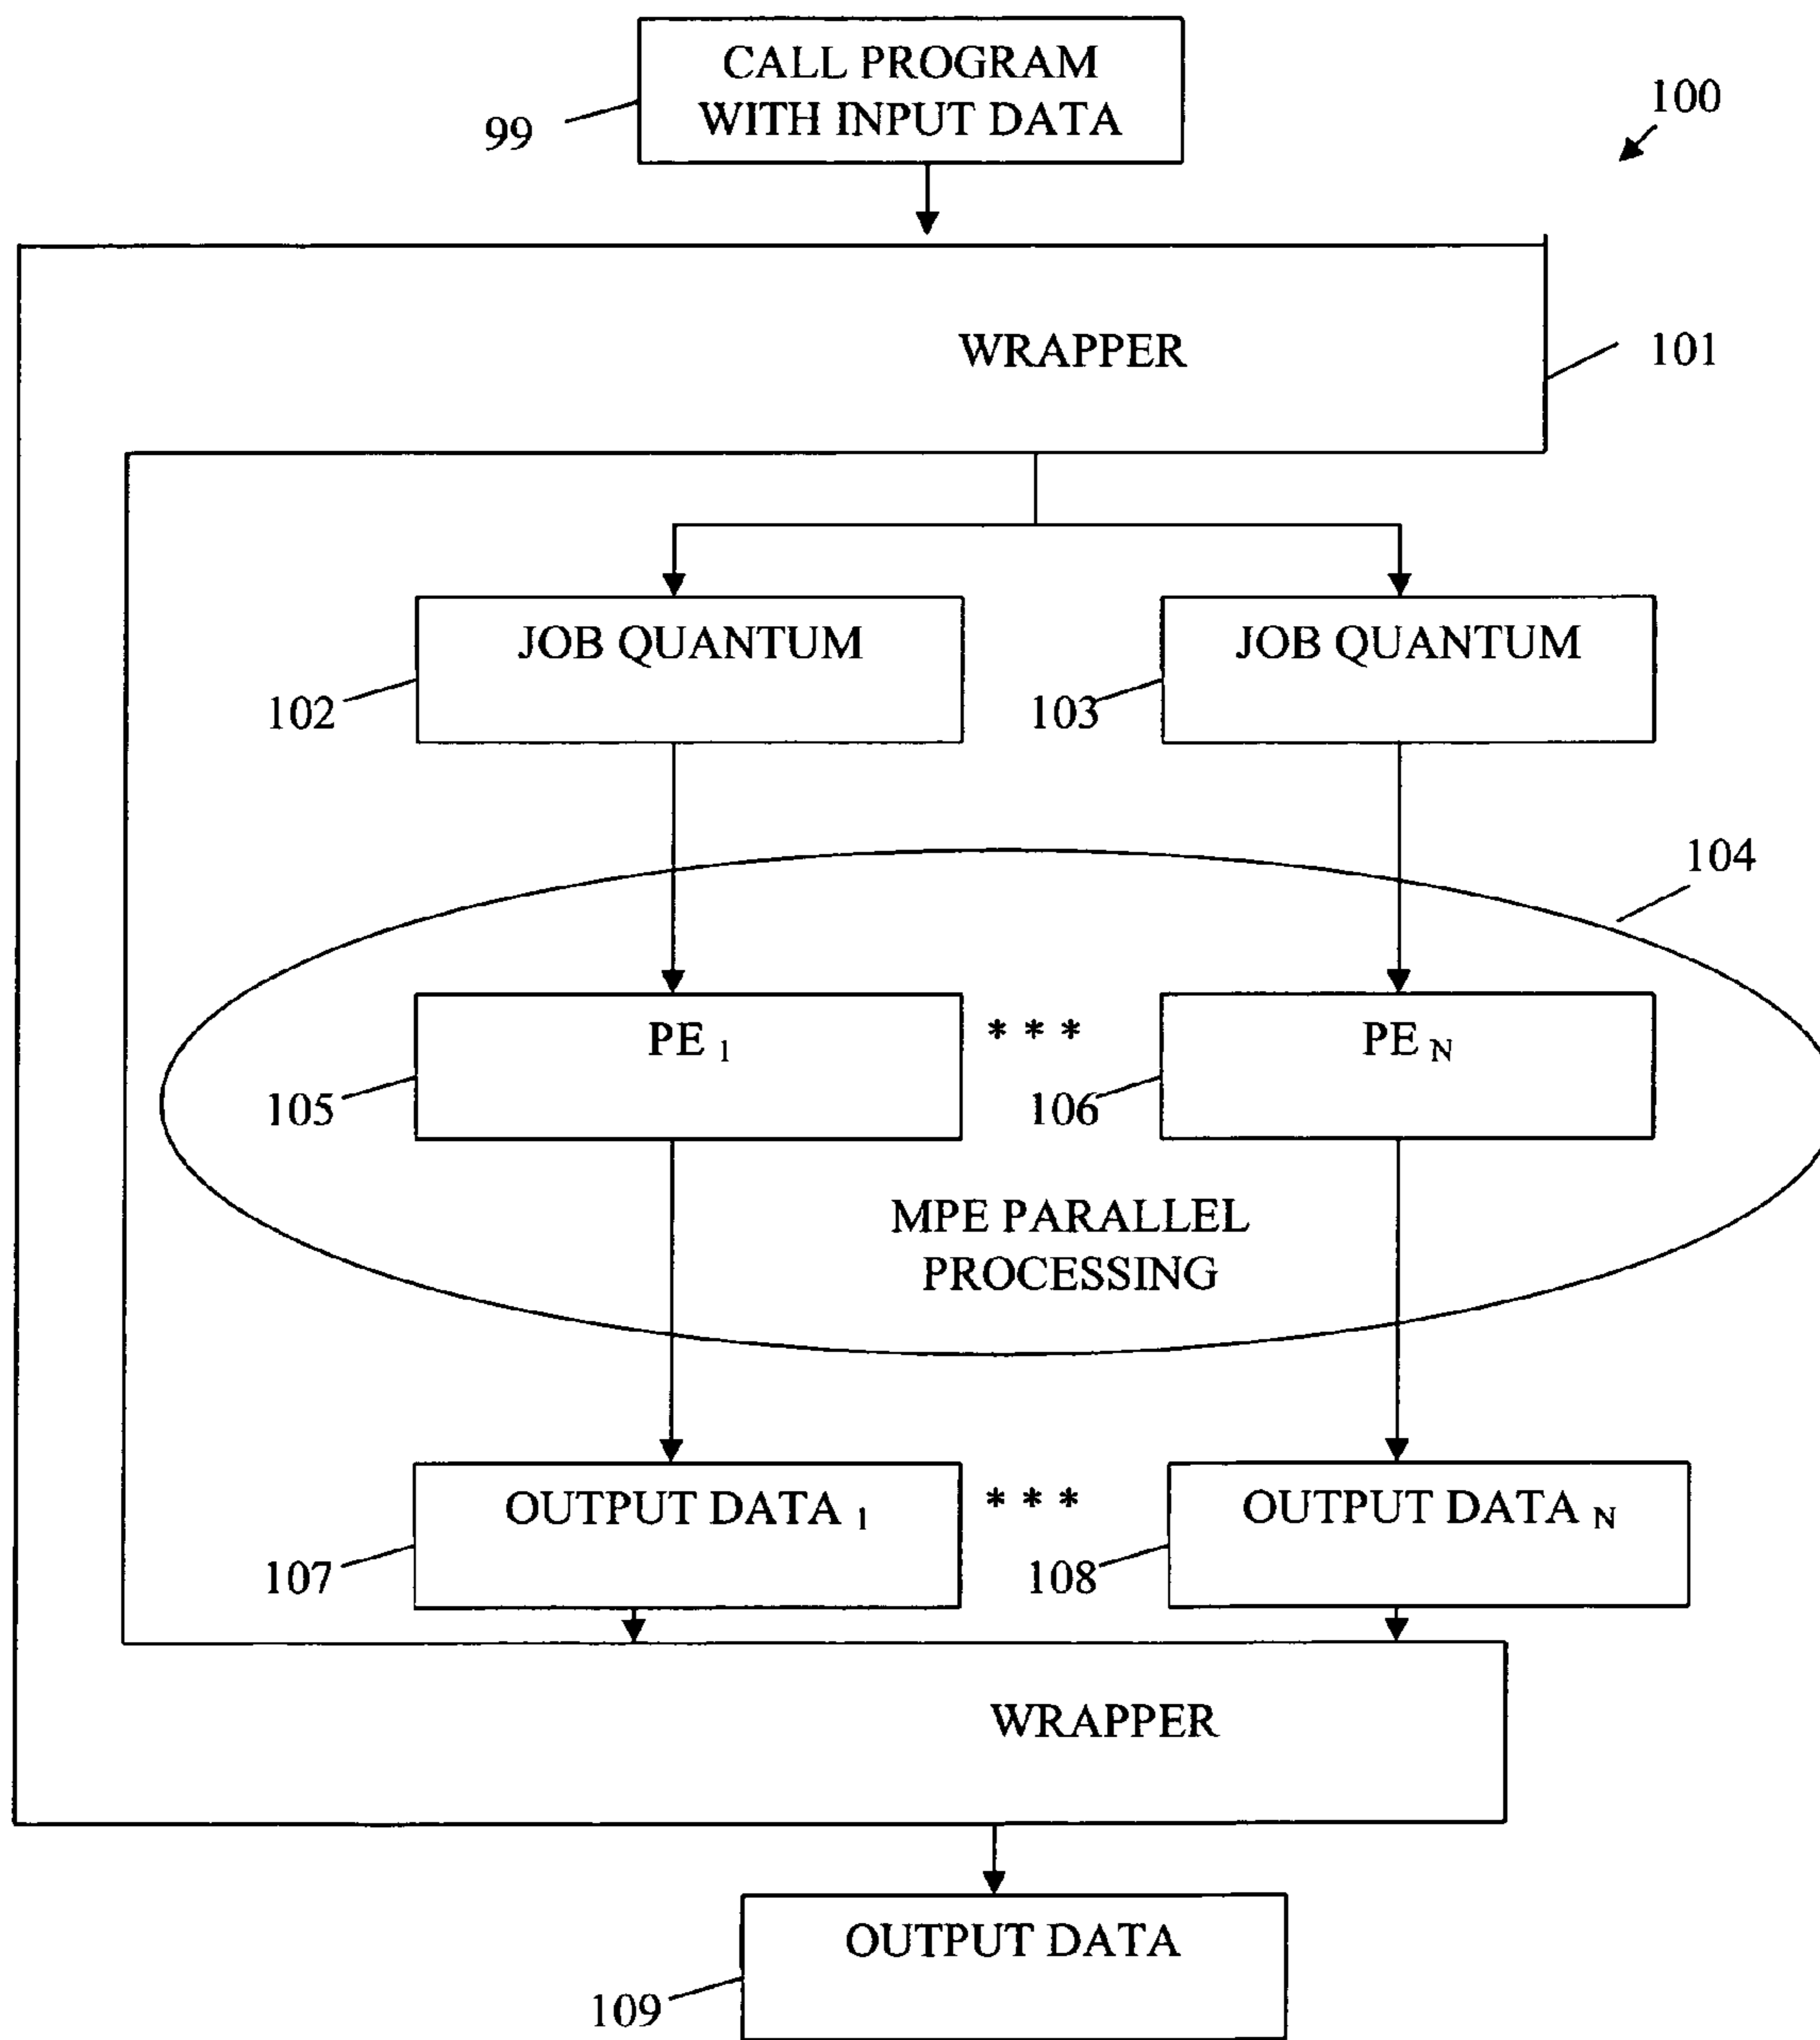 CALL PROGRAM
WITH INPUT DATA
99
100
WRAPPER
101
JOB QUANTUM
JOB QUANTUM
102
103
104
PE 1
* * *
PE N
105
106
MPE PARALLEL
PROCESSING
OUTPUT DATA 1
* * *
OUTPUT DATA N
107
108
WRAPPER
OUTPUT DATA
109